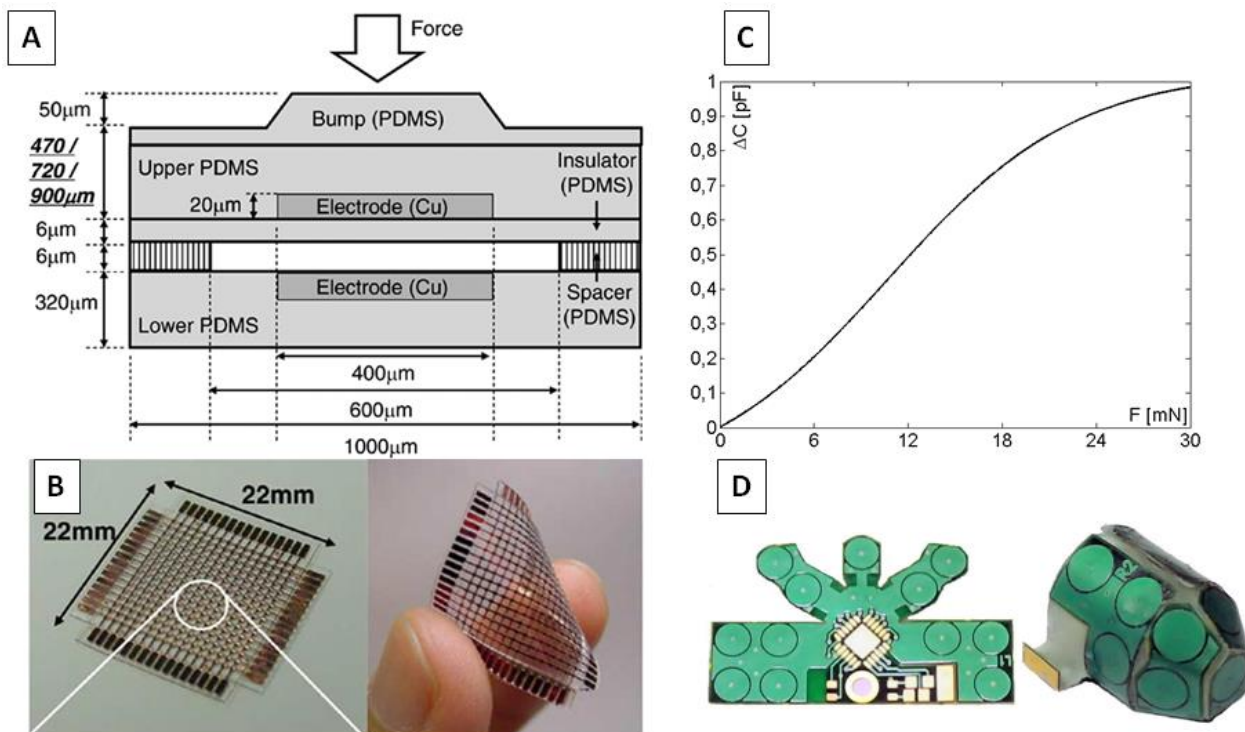 A
Force
50μm
Bump (PDMS)
470 /
720 /
900μm
Upper PDMS
Insulator
(PDMS)
20μm
Electrode (Cu)
6μm
6μm
Electrode (Cu)
320μm
Spacer
(PDMS)
Lower PDMS
400μm
600μm
1000μm
B
22mm
22mm
C
1
0,9
0,8
0,7
0,6
0,5
0,4
0,3
0,2
0,1
0
ΔC [pF]
F [mN]
0
6
12
18
24
30
D
L1
IR2